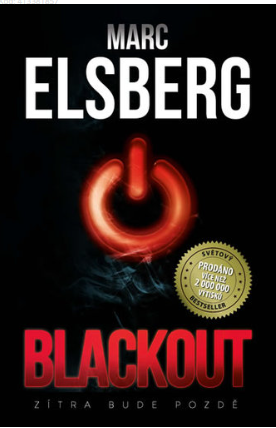 MARC
ELSBERG
SVĚTOVÝ
PRODÁNO
VÍCE NEŽ
2 000 000
VÝTISKŮ
BESTSELLER
BLACKOUT
ZÍTRA BUDE POZDĚ